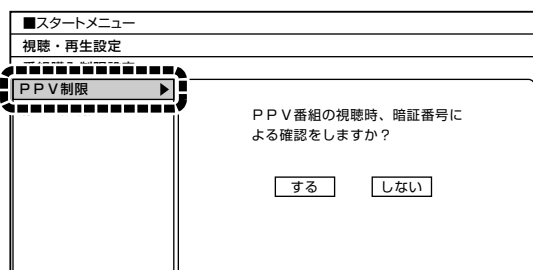 ■スタートメニュー
視聴・再生設定
PPV制限 ▶
PPV番組の視聴時、暗証番号に
よる確認をしますか?
する しない